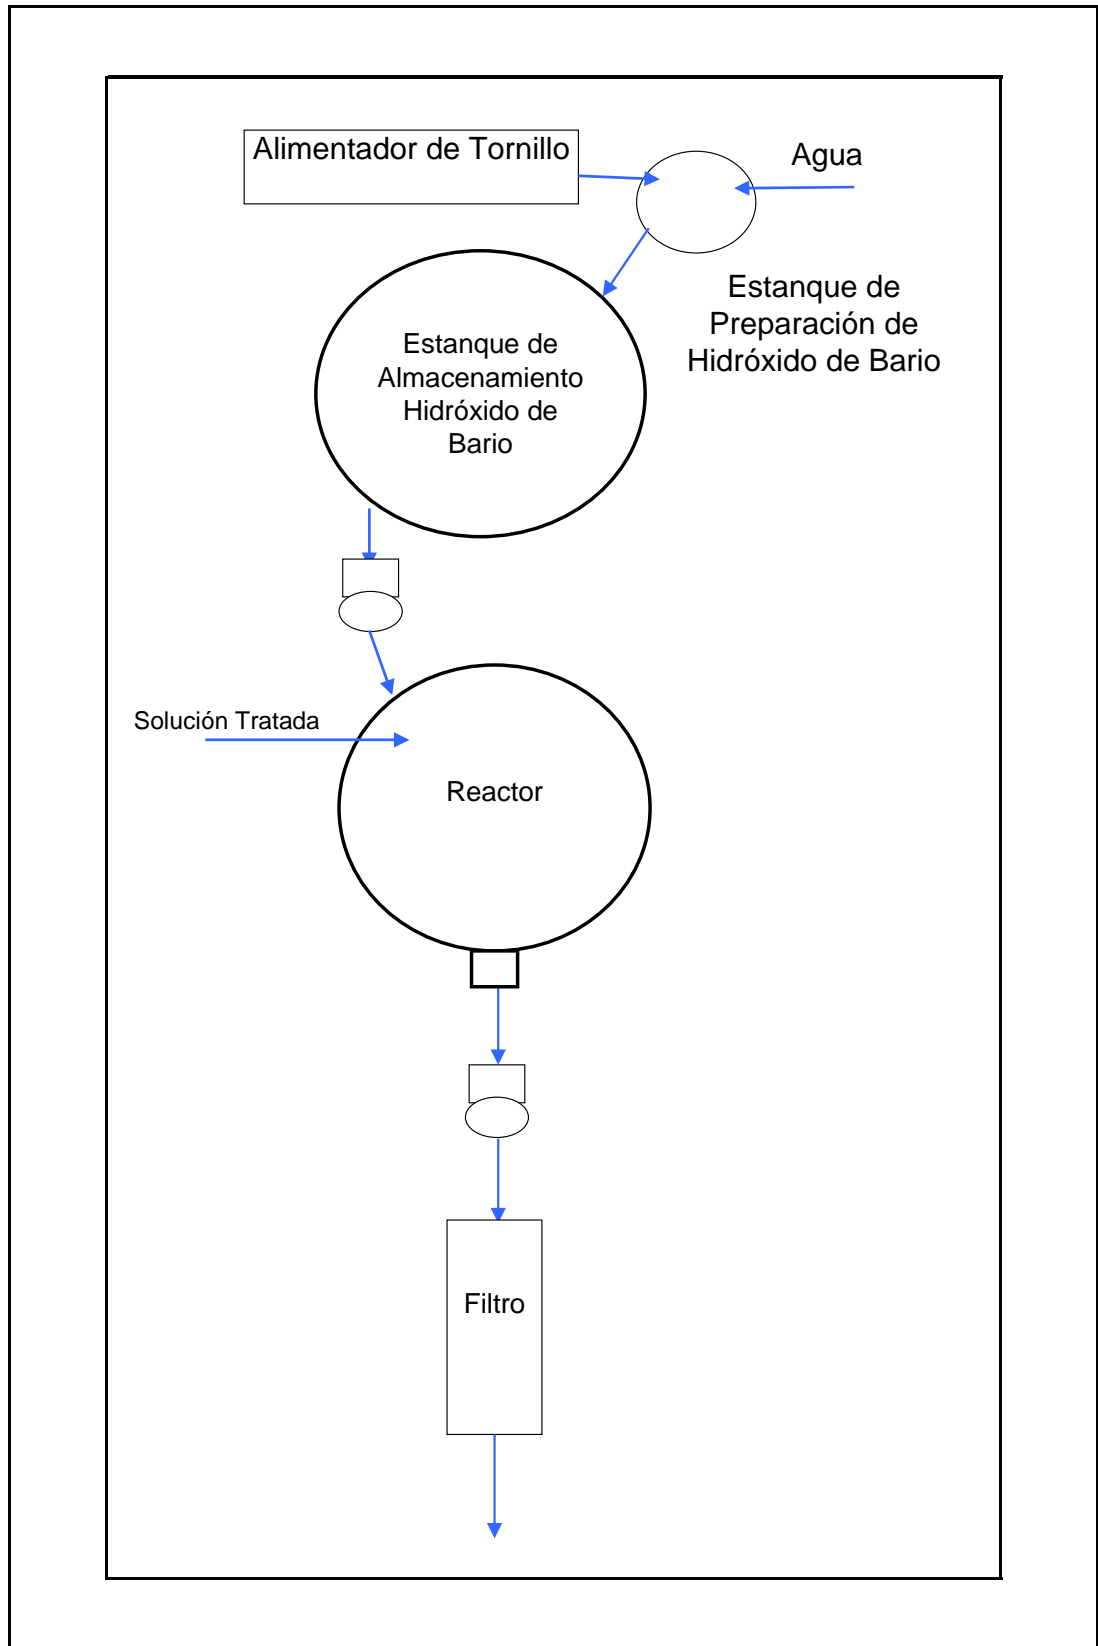 Alimentador de Tornillo
Agua
Estanque de
Preparación de
Hidróxido de Bario
Estanque de
Almacenamiento
Hidróxido de
Bario
Solución Tratada
Reactor
Filtro